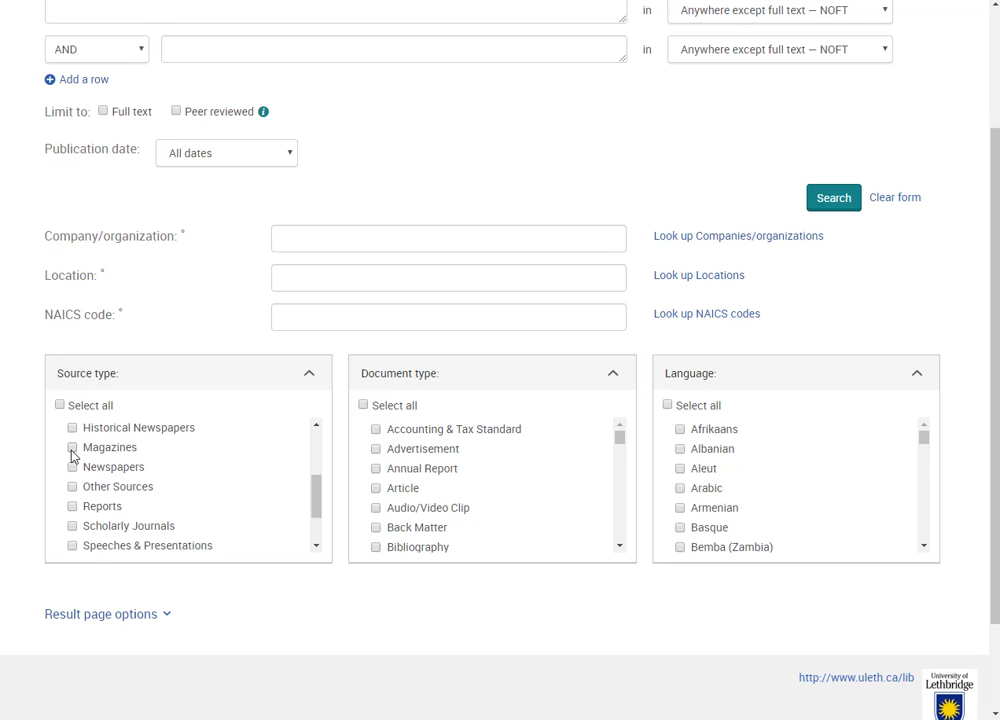 in Anywhere except full text — NOFT
AND in Anywhere except full text — NOFT
Add a row
Limit to: Full text Peer reviewed i
Publication date: All dates
Search Clear form
Company/organization: ° Look up Companies/organizations
Location: ° Look up Locations
NAICS code: ° Look up NAICS codes
Source type:
Select all
Historical Newspapers
Magazines
Newspapers
Other Sources
Reports
Scholarly Journals
Speeches & Presentations
Document type:
Select all
Accounting & Tax Standard
Advertisement
Annual Report
Article
Audio/Video Clip
Back Matter
Bibliography
Language:
Select all
Afrikaans
Albanian
Aleut
Arabic
Armenian
Basque
Bemba (Zambia)
Result page options
http://www.uleth.ca/lib
University of
Lethbridge